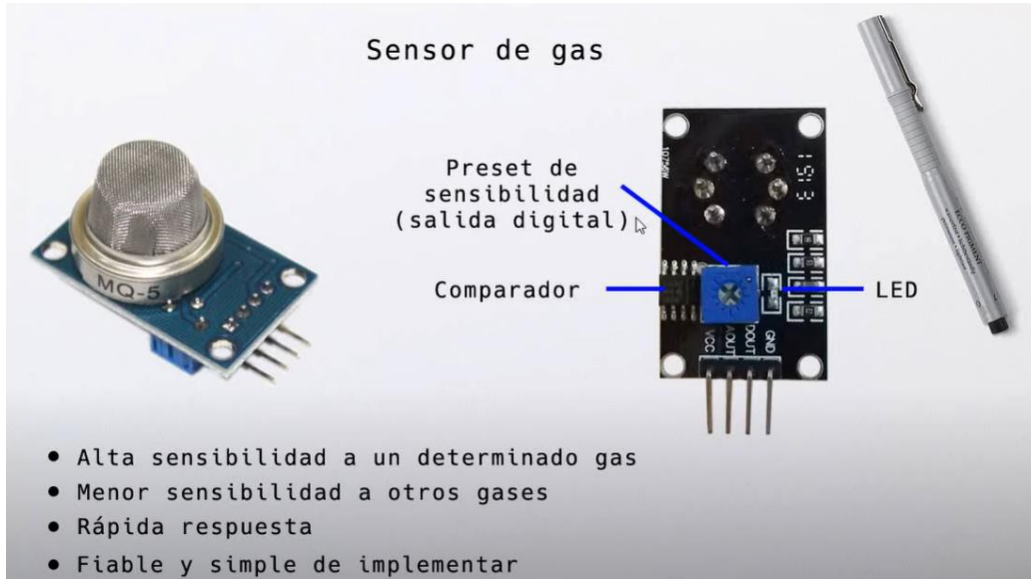 Sensor de gas
Preset de
sensibilidad
(salida digital)
Comparador
LED
MQ-5
1513
VCC
AOUT
DOUT
GND
• Alta sensibilidad a un determinado gas
• Menor sensibilidad a otros gases
• Rápida respuesta
• Fiable y simple de implementar